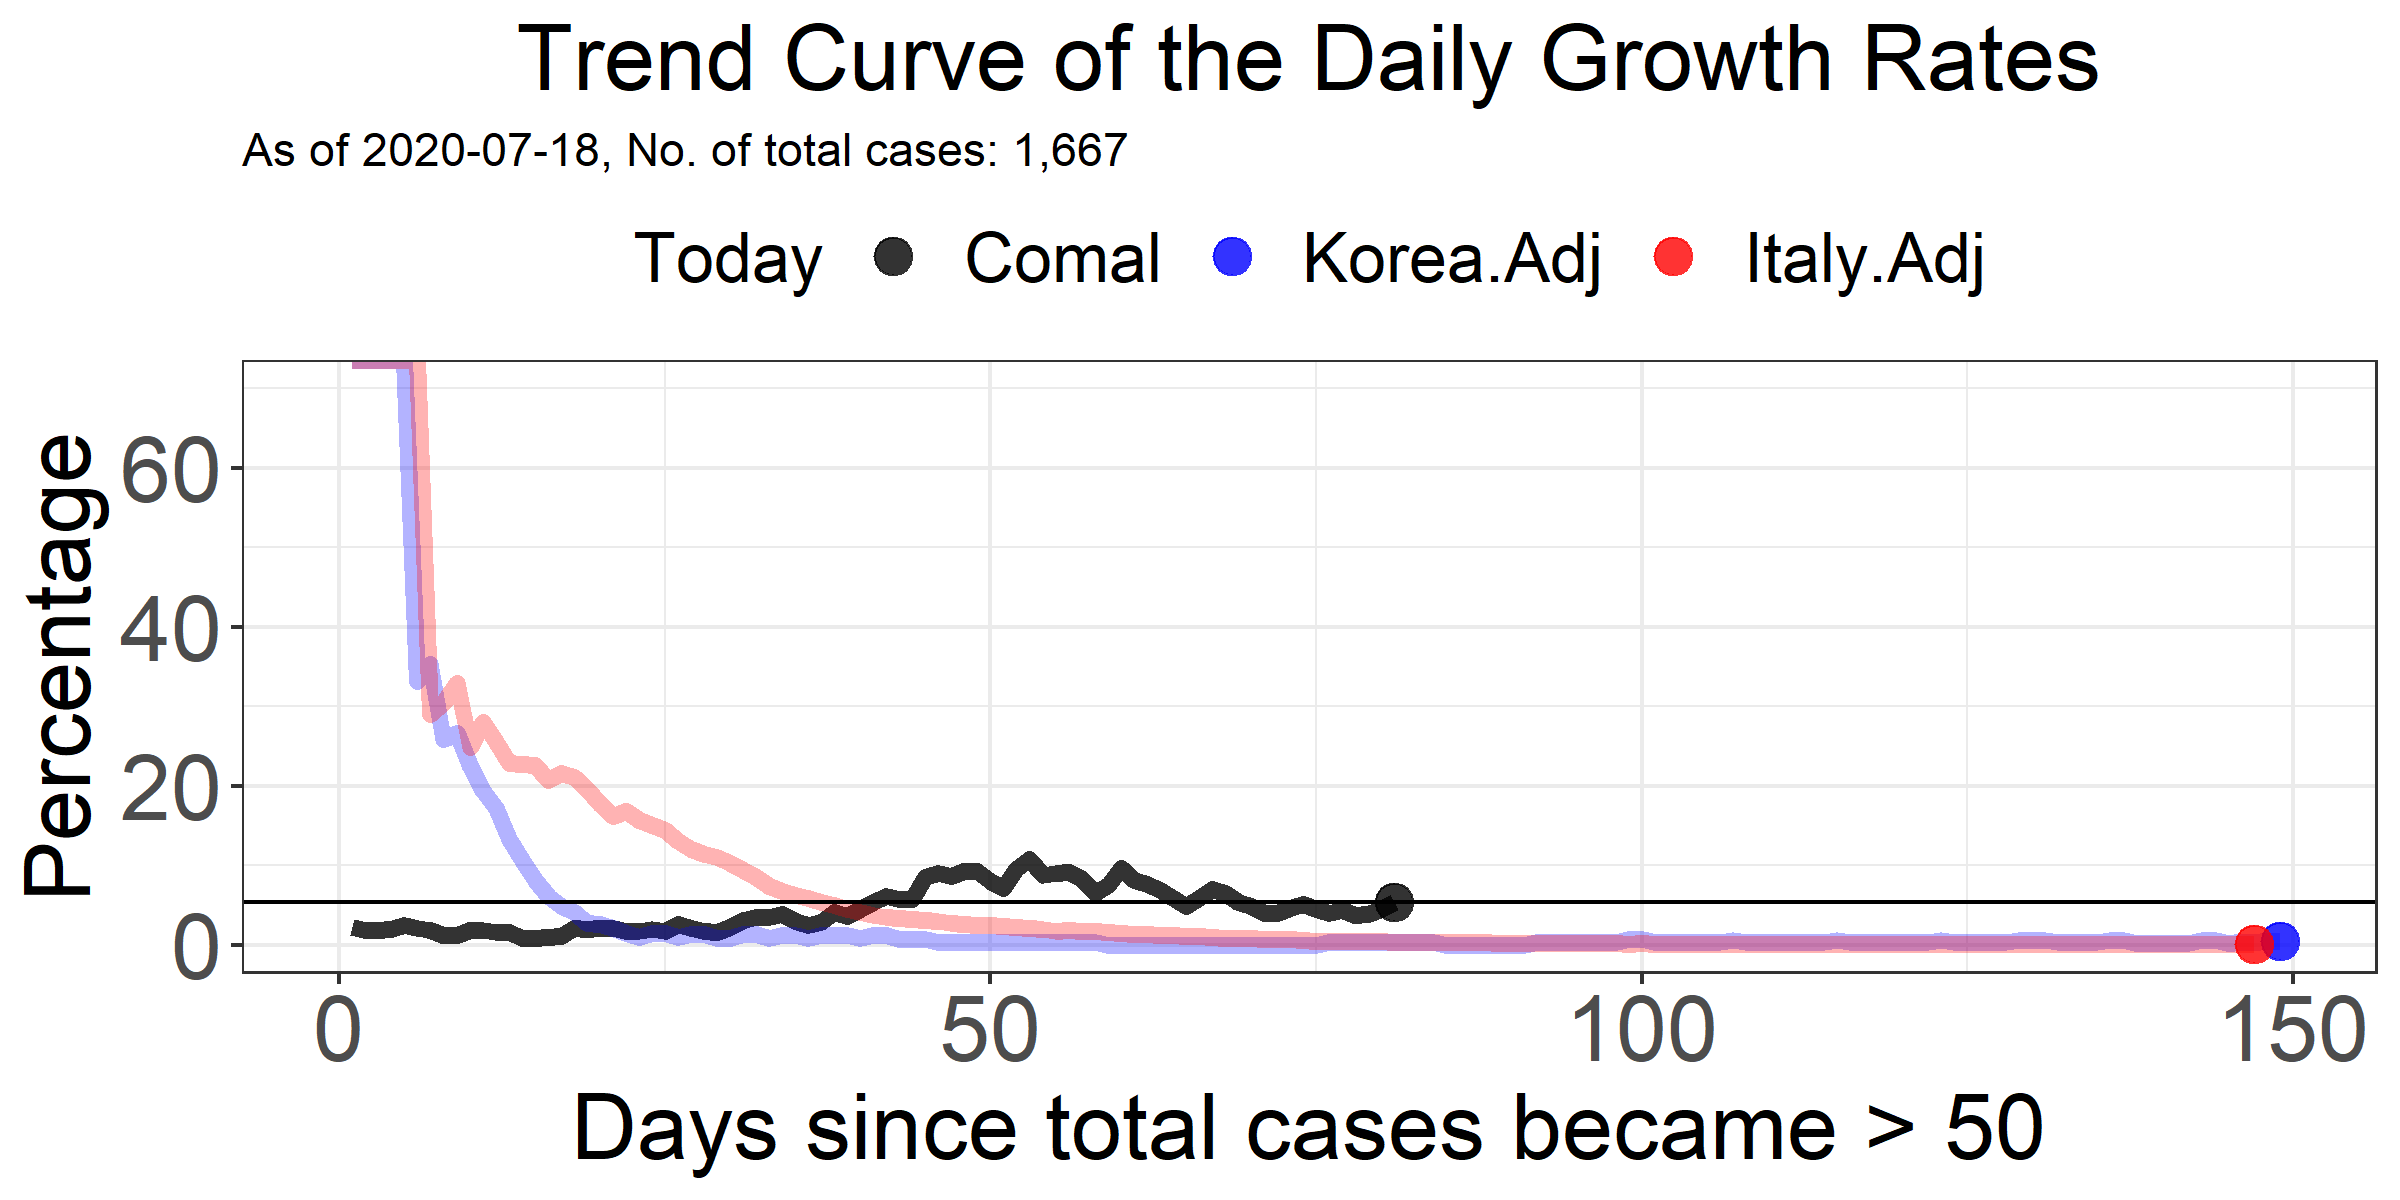 Trend Curve of the Daily Growth Rates
As of 2020-07-18, No. of total cases: 1,667
Today Comal Korea.Adj Italy.Adj
Percentage
60
40
20
0
0 50 100 150
Days since total cases became > 50